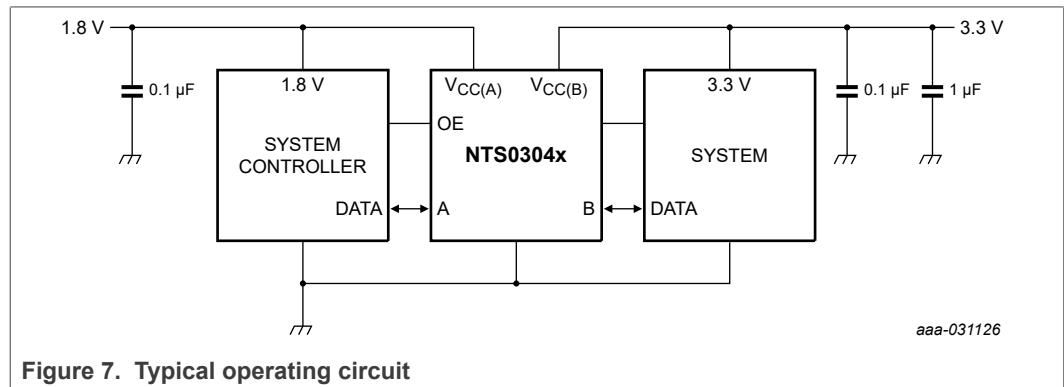 1.8 V
3.3 V
0.1 μF
1.8 V
VCC(A)
VCC(B)
3.3 V
0.1 μF
1 μF
OE
SYSTEM
CONTROLLER
NTS0304x
SYSTEM
DATA
A
B
DATA
aaa-031126
Figure 7. Typical operating circuit